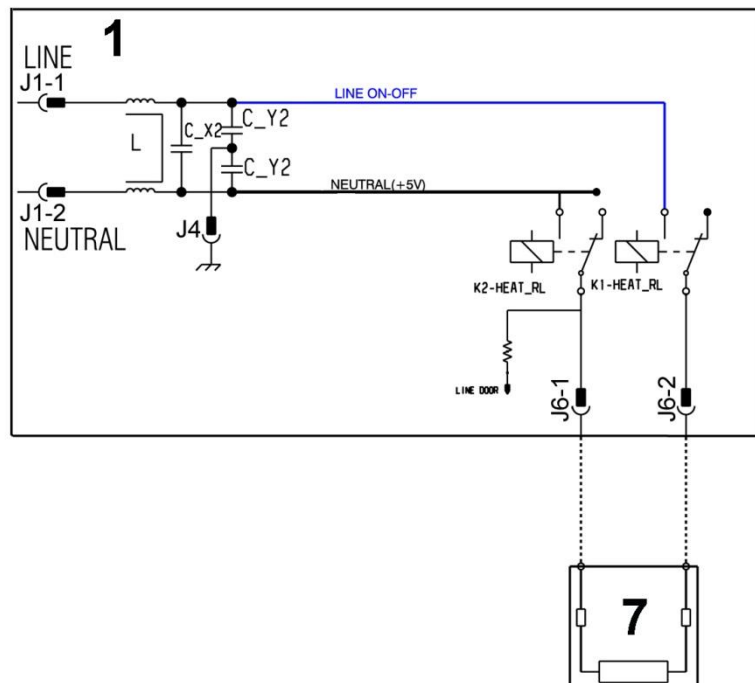 1
LINE
J1-1
LINE ON-OFF
C_Y2
C_X2
L
C_Y2
NEUTRAL(+5V)
J1-2
NEUTRAL
J4
K2-HEAT_RL
K1-HEAT_RL
LINE DOOR
J6-1
J6-2
7